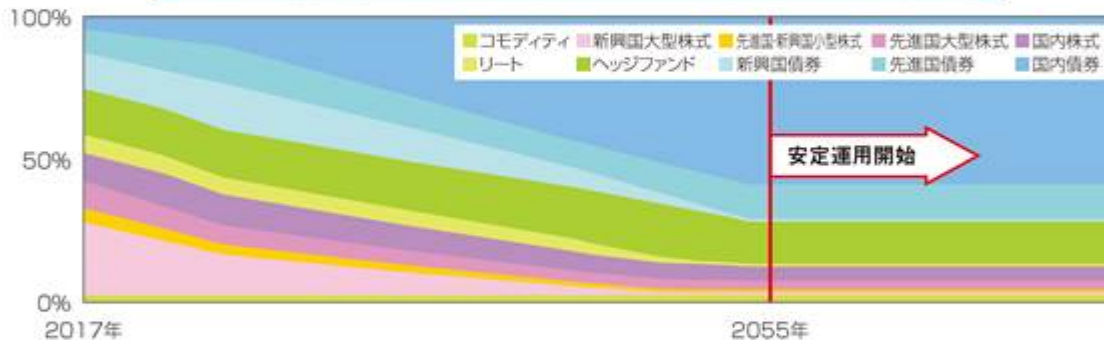 100%
コモディティ 新興国大型株式 先進国・新興国小型株式 先進国大型株式 国内株式
リート ヘッジファンド 新興国債券 先進国債券 国内債券
50%
安定運用開始
0%
2017年 2055年